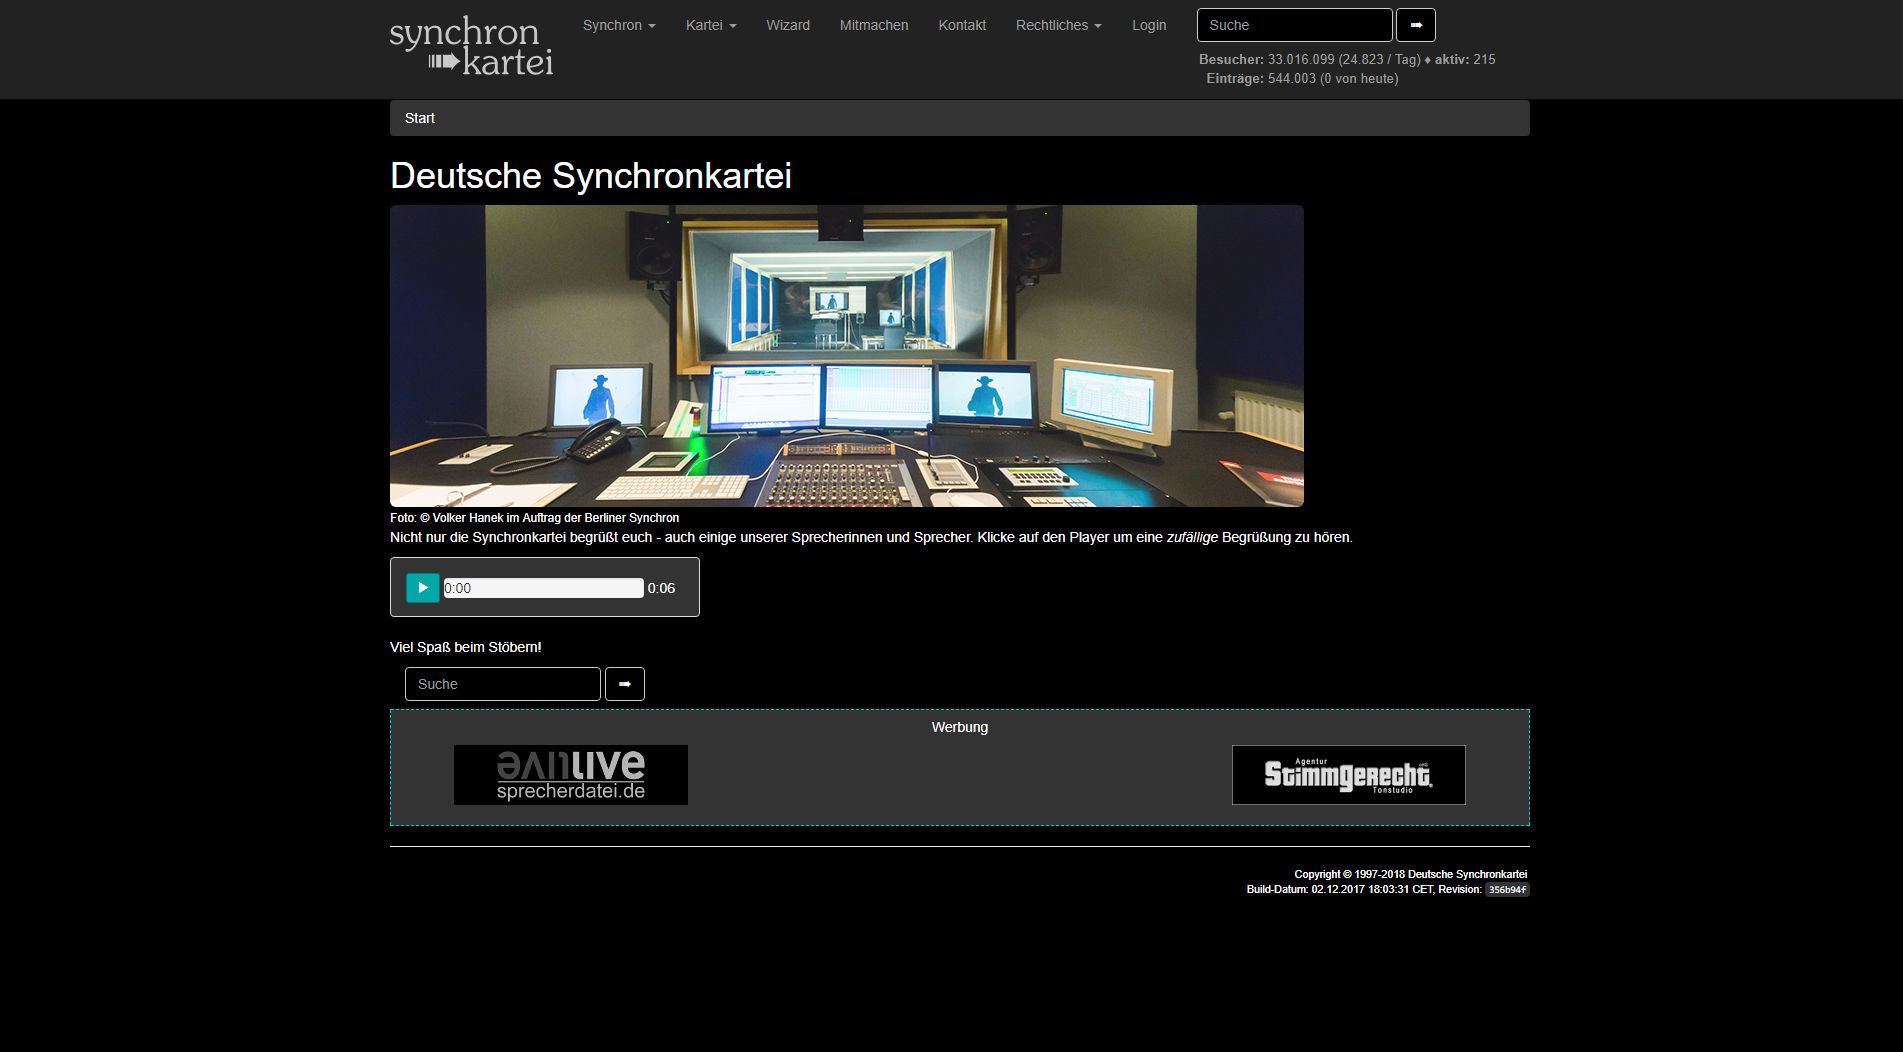 synchron
kartei
Synchron
Kartei
Wizard
Mitmachen
Kontakt
Rechtliches
Login
Suche
Besucher: 33.016.099 (24.823 / Tag) ♦ aktiv: 215
Einträge: 544.003 (0 von heute)
Start
Deutsche Synchronkartei
Foto: © Volker Hanek im Auftrag der Berliner Synchron
Nicht nur die Synchronkartei begrüßt euch - auch einige unserer Sprecherinnen und Sprecher. Klicke auf den Player um eine zufällige Begrüßung zu hören.
0:00 0:06
Viel Spaß beim Stöbern!
Suche
Werbung
live
sprecherdatei.de
Agentur
Stimmgerecht
Tonstudio
Copyright © 1997-2018 Deutsche Synchronkartei
Build-Datum: 02.12.2017 18:03:31 CET, Revision: 356b94f